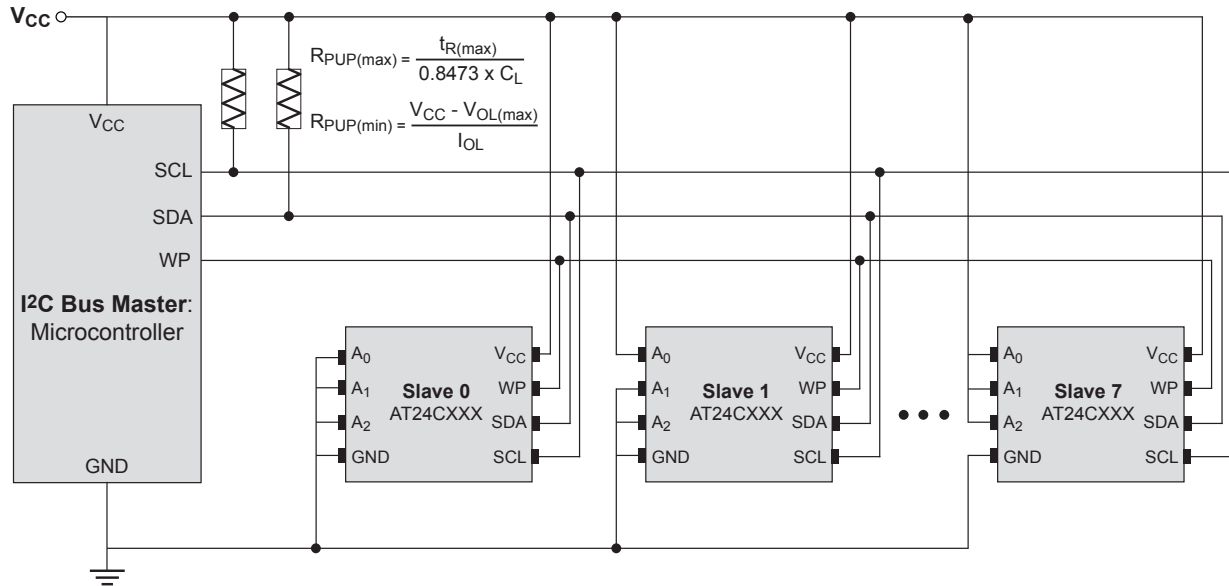 VCC
RPUP(max) = tR(max)
0.8473 x CL
RPUP(min) = VCC - VOL(max)
IOL
VCC
SCL
SDA
WP
I²C Bus Master:
Microcontroller
GND
A0
A1
A2
GND
Slave 0
AT24CXXX
VCC
WP
SDA
SCL
A0
A1
A2
GND
Slave 1
AT24CXXX
VCC
WP
SDA
SCL
A0
A1
A2
GND
Slave 7
AT24CXXX
VCC
WP
SDA
SCL